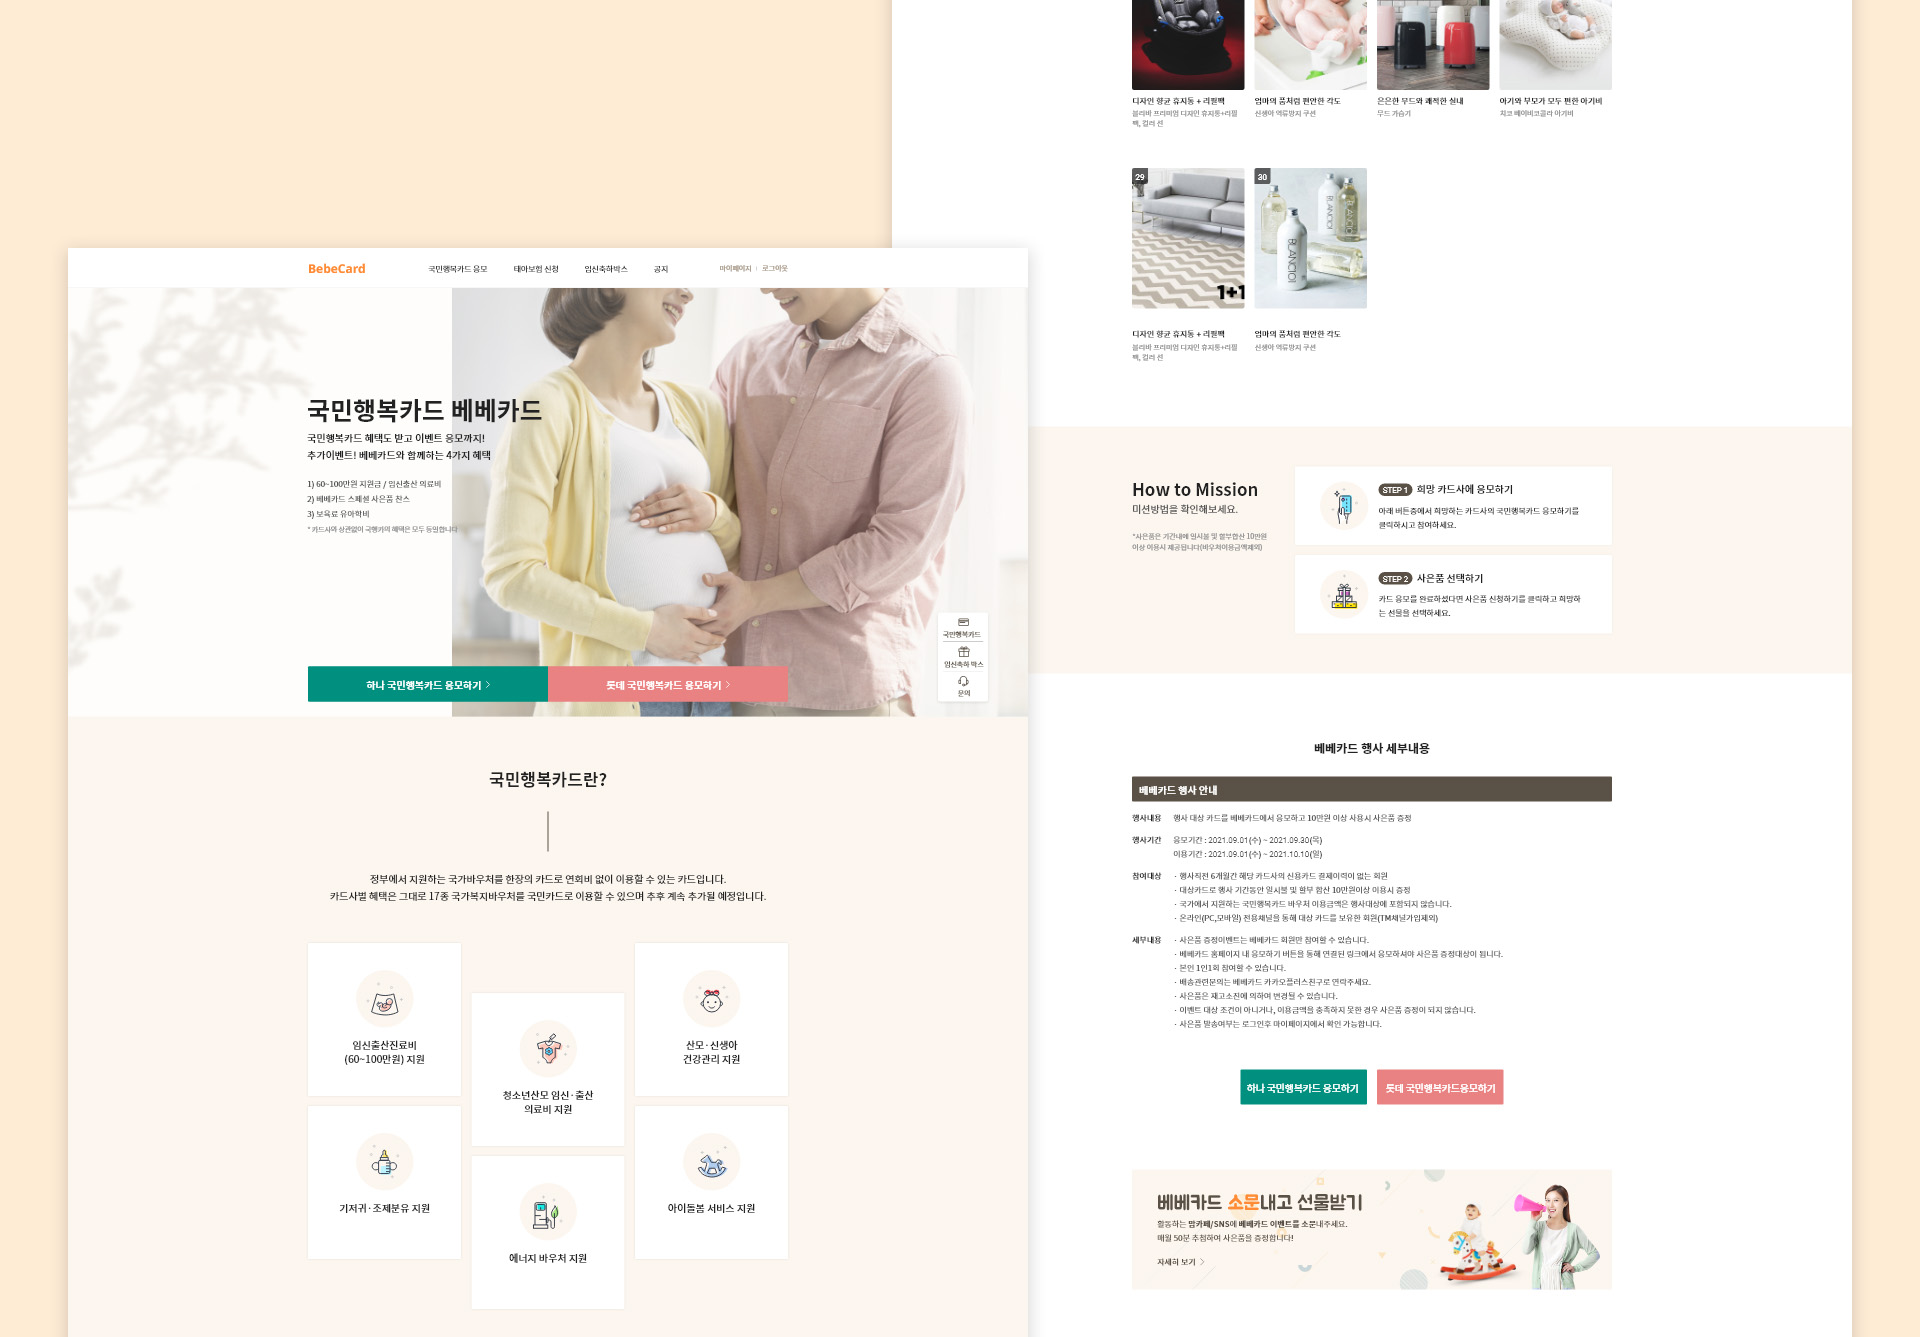 BebeCard
국민행복카드 응모
태아보험 신청
임신축하박스
공지
마이페이지
로그아웃
국민행복카드 베베카드
국민행복카드 혜택도 받고 이벤트 응모까지!
추가이벤트! 베베카드와 함께하는 4가지 혜택
1) 60~100만원 지원금 / 임신출산 의료비
2) 베베카드 스페셜 사은품 찬스
3) 보육료 유아학비
* 카드사와 상관없이 국행카의 혜택은 모두 동일합니다
하나 국민행복카드 응모하기
롯데 국민행복카드 응모하기
국민행복카드
임신축하 박스
문의
국민행복카드란?
정부에서 지원하는 국가바우처를 한장의 카드로 연회비 없이 이용할 수 있는 카드입니다.
카드사별 혜택은 그대로 17종 국가복지바우처를 국민카드로 이용할 수 있으며 추후 계속 추가될 예정입니다.
임신출산진료비
(60~100만원) 지원
청소년산모 임신·출산
의료비 지원
산모·신생아
건강관리 지원
기저귀·조제분유 지원
에너지 바우처 지원
아이돌봄 서비스 지원
디자인 향균 휴지통 + 리필팩
볼리바 프리미엄 디자인 휴지통+리필
팩, 컬러 선
엄마의 품처럼 편안한 각도
신생아 역류방지 쿠션
은은한 무드와 쾌적한 실내
무드 가습기
아기와 부모가 모두 편한 아기비
치코 베이비코쿨라 아기비
29
1+1
30
BLANC101
BLANC101
BLANC101
디자인 향균 휴지통 + 리필팩
볼리바 프리미엄 디자인 휴지통+리필
팩, 컬러 선
엄마의 품처럼 편안한 각도
신생아 역류방지 쿠션
How to Mission
미션방법을 확인해보세요.
*사은품은 기간내에 일시불 및 할부합산 10만원
이상 이용시 제공됩니다(바우처이용금액제외)
STEP 1 희망 카드사에 응모하기
아래 버튼중에서 희망하는 카드사의 국민행복카드 응모하기를
클릭하시고 참여하세요.
STEP 2 사은품 선택하기
카드 응모를 완료하셨다면 사은품 신청하기를 클릭하고 희망하
는 선물을 선택하세요.
베베카드 행사 세부내용
베베카드 행사 안내
행사내용 행사 대상 카드를 베베카드에서 응모하고 10만원 이상 사용시 사은품 증정
행사기간 응모기간 : 2021.09.01(수) ~ 2021.09.30(목)
이용기간 : 2021.09.01(수) ~ 2021.10.10(일)
참여대상 · 행사직전 6개월간 해당 카드사의 신용카드 결제이력이 없는 회원
· 대상카드로 행사 기간동안 일시불 및 할부 합산 10만원이상 이용시 증정
· 국가에서 지원하는 국민행복카드 바우처 이용금액은 행사대상에 포함되지 않습니다.
· 온라인(PC,모바일) 전용채널을 통해 대상 카드를 보유한 회원(TM채널가입제외)
세부내용 · 사은품 증정이벤트는 베베카드 회원만 참여할 수 있습니다.
· 베베카드 홈페이지 내 응모하기 버튼을 통해 연결된 링크에서 응모하셔야 사은품 증정대상이 됩니다.
· 본인 1인1회 참여할 수 있습니다.
· 배송관련문의는 베베카드 카카오플러스친구로 연락주세요.
· 사은품은 재고소진에 의하여 변경될 수 있습니다.
· 이벤트 대상 조건이 아니거나, 이용금액을 충족하지 못한 경우 사은품 증정이 되지 않습니다.
· 사은품 발송여부는 로그인후 마이페이지에서 확인 가능합니다.
하나 국민행복카드 응모하기
롯데 국민행복카드응모하기
베베카드 소문내고 선물받기
활동하는 맘카페/SNS에 베베카드 이벤트를 소문내주세요.
매월 50분 추첨하여 사은품을 증정합니다!
자세히 보기